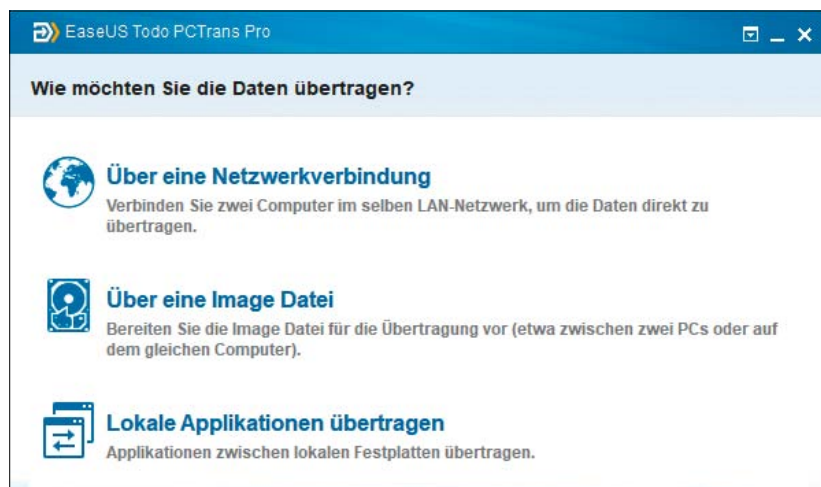 EaseUS Todo PCTrans Pro
Wie möchten Sie die Daten übertragen?
Über eine Netzwerkverbindung
Verbinden Sie zwei Computer im selben LAN-Netzwerk, um die Daten direkt zu
übertragen.
Über eine Image Datei
Bereiten Sie die Image Datei für die Übertragung vor (etwa zwischen zwei PCs oder auf
dem gleichen Computer).
Lokale Applikationen übertragen
Applikationen zwischen lokalen Festplatten übertragen.